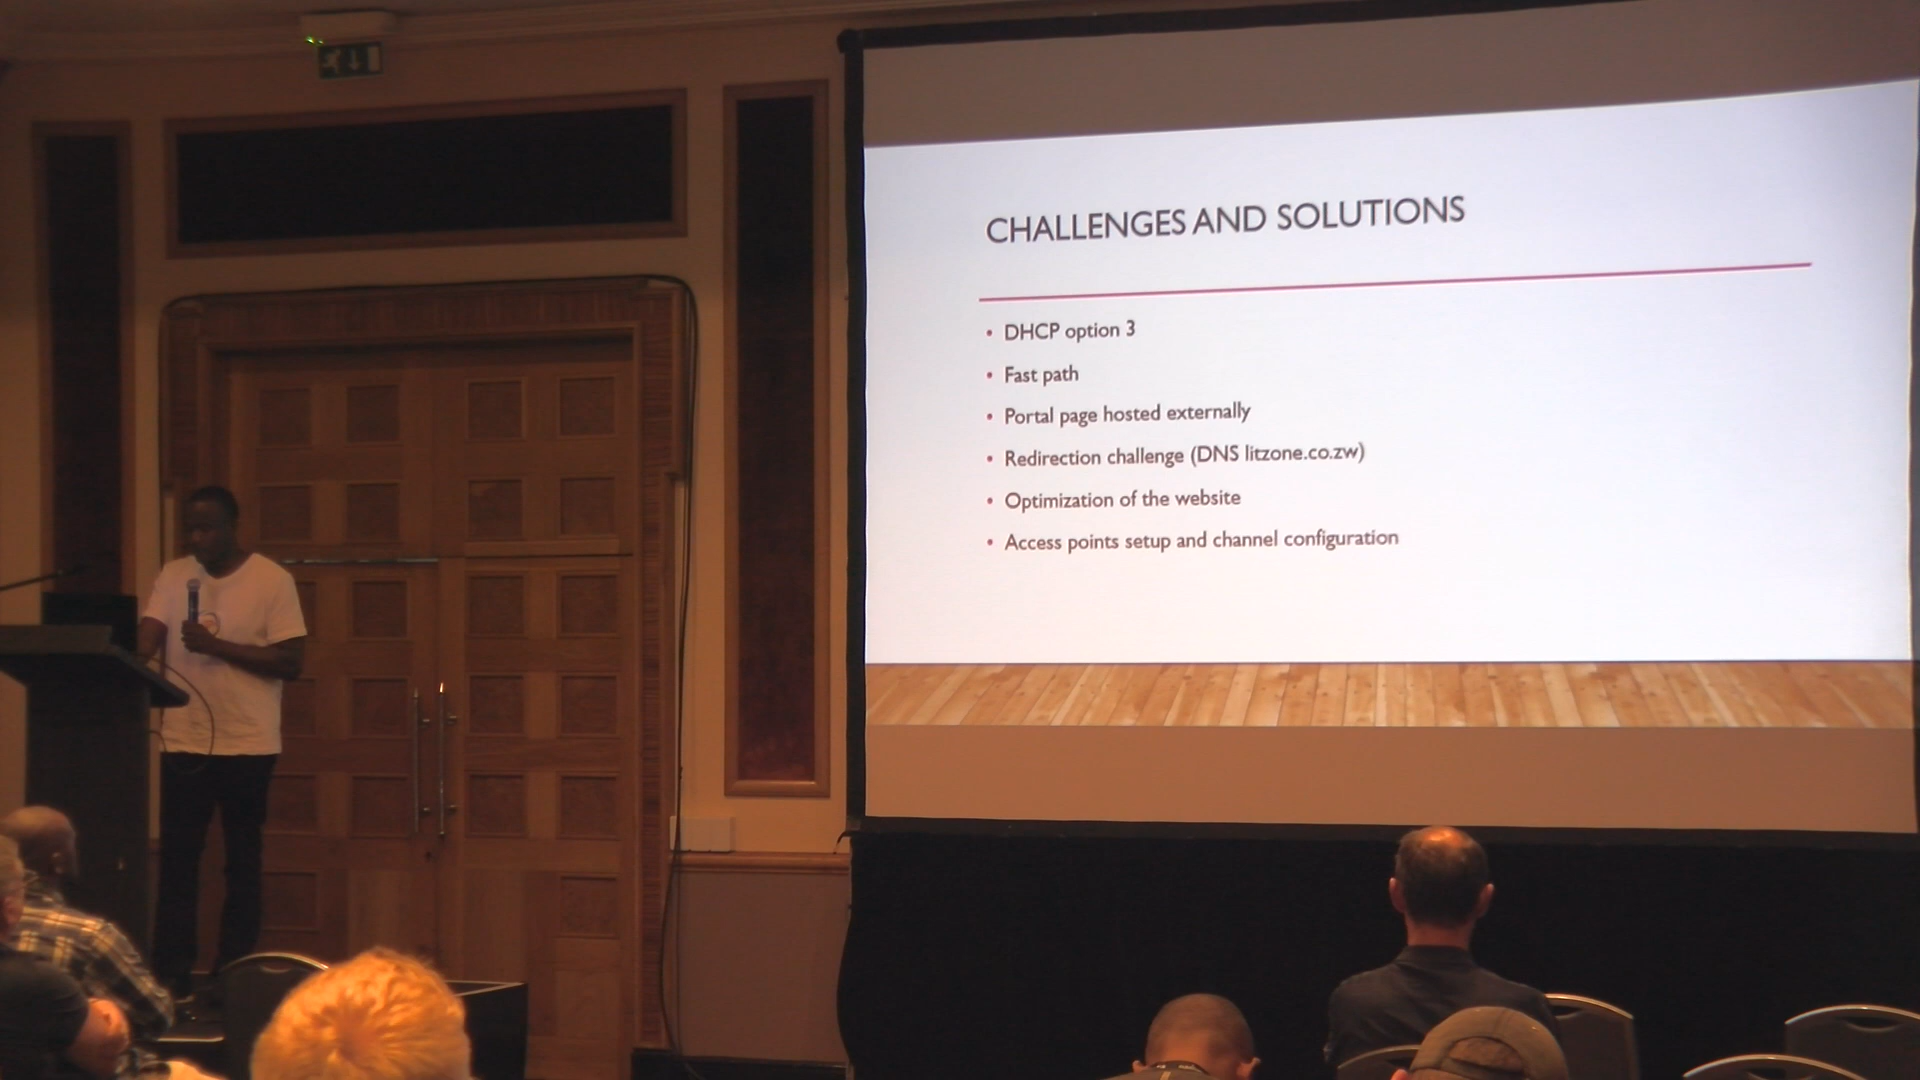 CHALLENGES AND SOLUTIONS
• DHCP option 3
• Fast path
• Portal page hosted externally
• Redirection challenge (DNS litzone.co.zw)
• Optimization of the website
• Access points setup and channel configuration